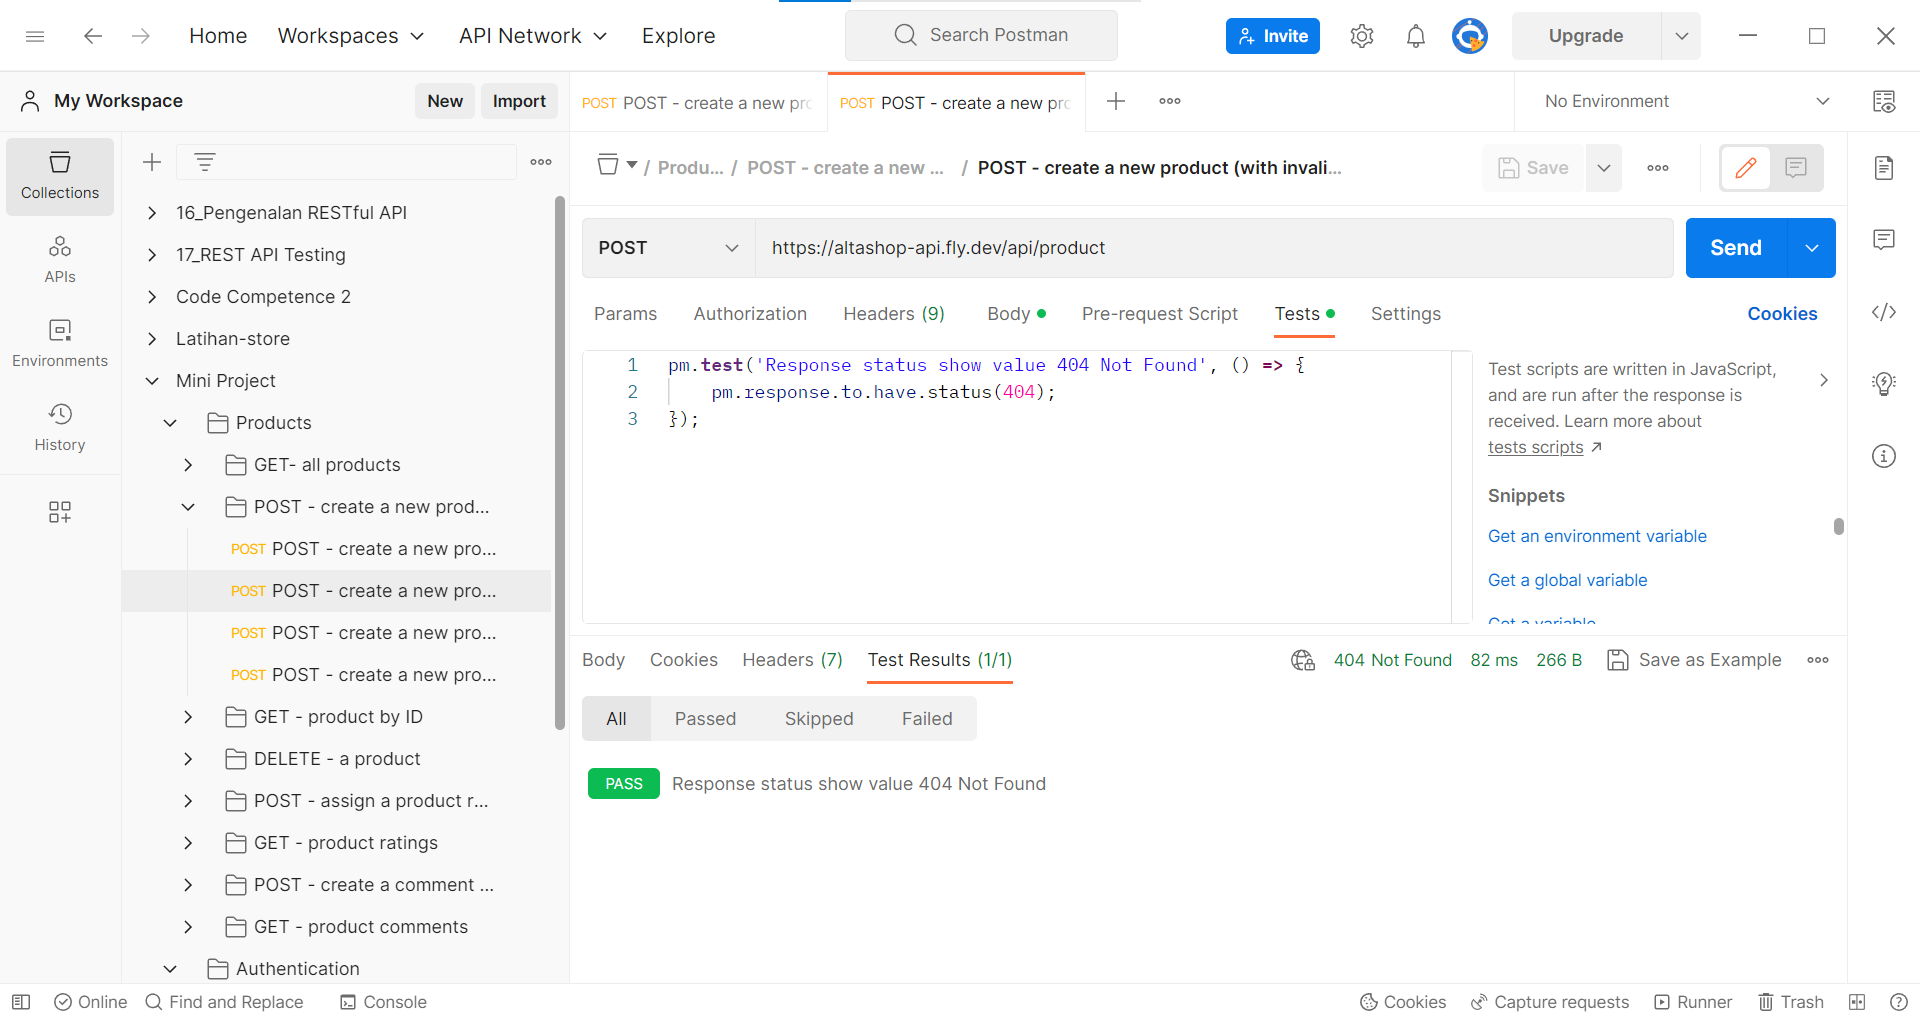 Home
Workspaces
API Network
Explore
Search Postman
Invite
Upgrade
My Workspace
New
Import
POST POST - create a new pro
POST POST - create a new pro
No Environment
Collections
APIs
Environments
History
16_Pengenalan RESTful API
17_REST API Testing
Code Competence 2
Latihan-store
Mini Project
Products
GET- all products
POST - create a new prod...
POST POST - create a new pro...
POST POST - create a new pro...
POST POST - create a new pro...
POST POST - create a new pro...
GET - product by ID
DELETE - a product
POST - assign a product r...
GET - product ratings
POST - create a comment ...
GET - product comments
Authentication
/ Produ... / POST - create a new ... / POST - create a new product (with invali...
Save
POST
https://altashop-api.fly.dev/api/product
Send
Params
Authorization
Headers (9)
Body
Pre-request Script
Tests
Settings
Cookies
1 pm.test('Response status show value 404 Not Found', () => {
2 pm.response.to.have.status(404);
3 });
Test scripts are written in JavaScript,
and are run after the response is
received. Learn more about
tests scripts
Snippets
Get an environment variable
Get a global variable
Get a variable
Body
Cookies
Headers (7)
Test Results (1/1)
404 Not Found
82 ms
266 B
Save as Example
All
Passed
Skipped
Failed
PASS
Response status show value 404 Not Found
Online
Find and Replace
Console
Cookies
Capture requests
Runner
Trash